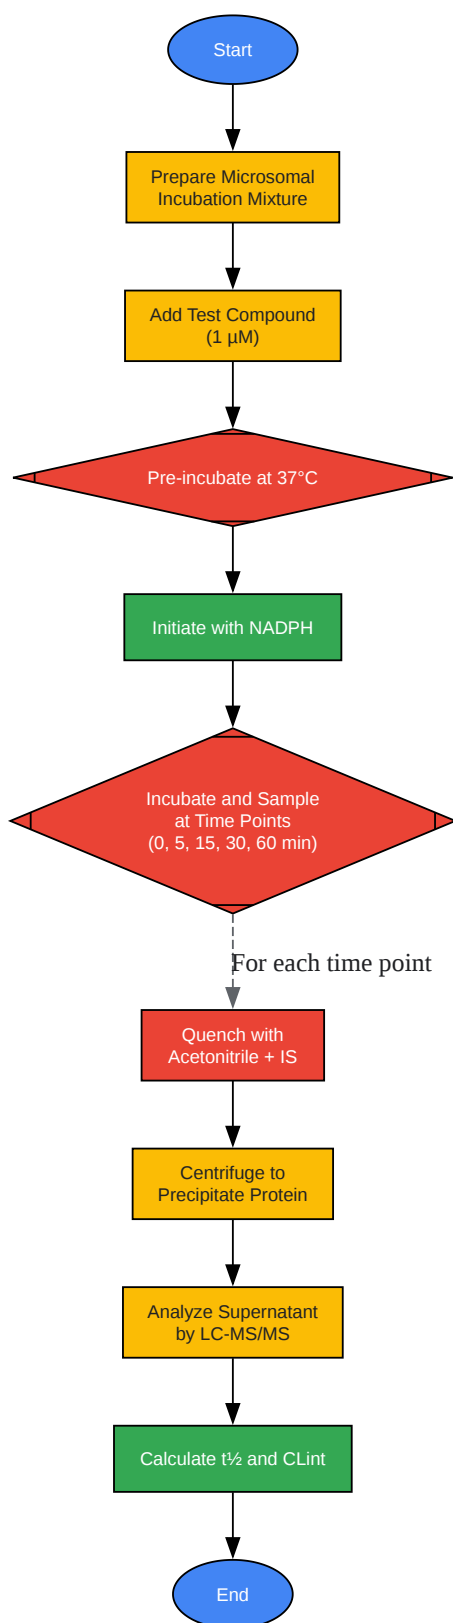 Start
Prepare Microsomal
Incubation Mixture
Add Test Compound
(1 µM)
Pre-incubate at 37°C
Initiate with NADPH
Incubate and Sample
at Time Points
(0, 5, 15, 30, 60 min)
For each time point
Quench with
Acetonitrile + IS
Centrifuge to
Precipitate Protein
Analyze Supernatant
by LC-MS/MS
Calculate t½ and CLint
End